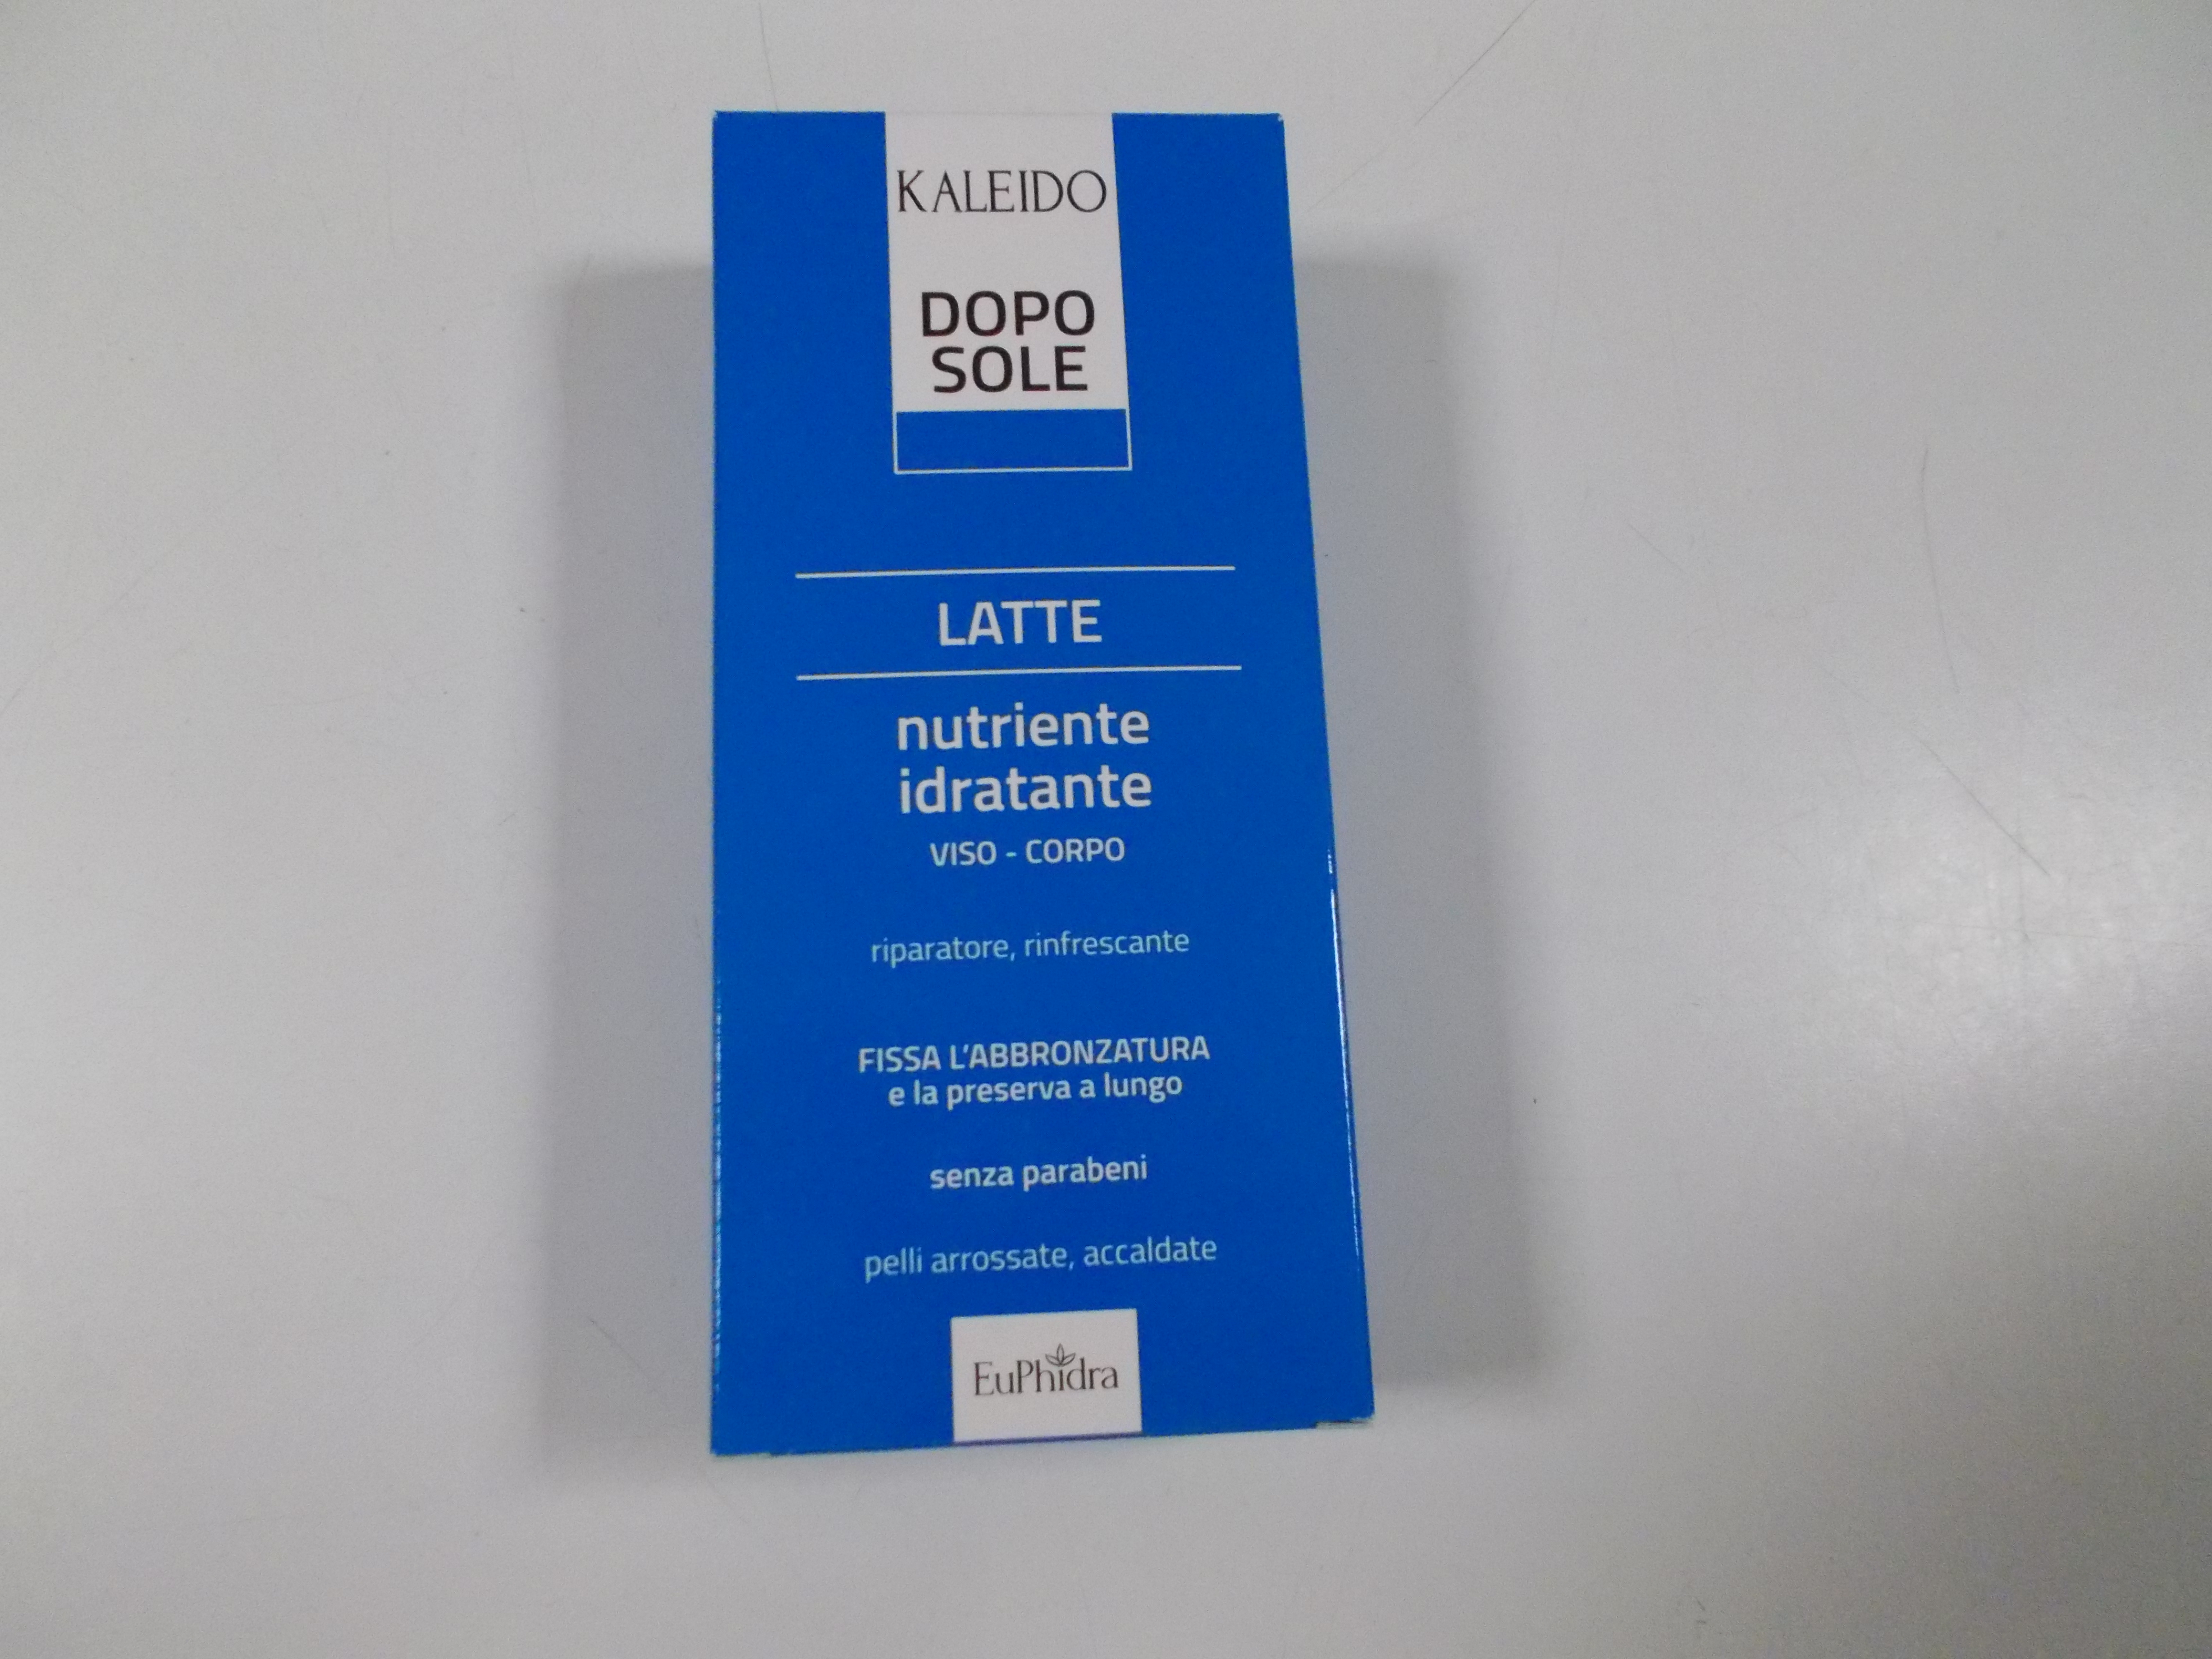 KALEIDO
DOPO
SOLE
LATTE
nutriente
idratante
VISO - CORPO
riparatore, rinfrescante
FISSA L'ABBRONZATURA
e la preserva a lungo
senza parabeni
pelli arrossate, accaldate
EuPhidra